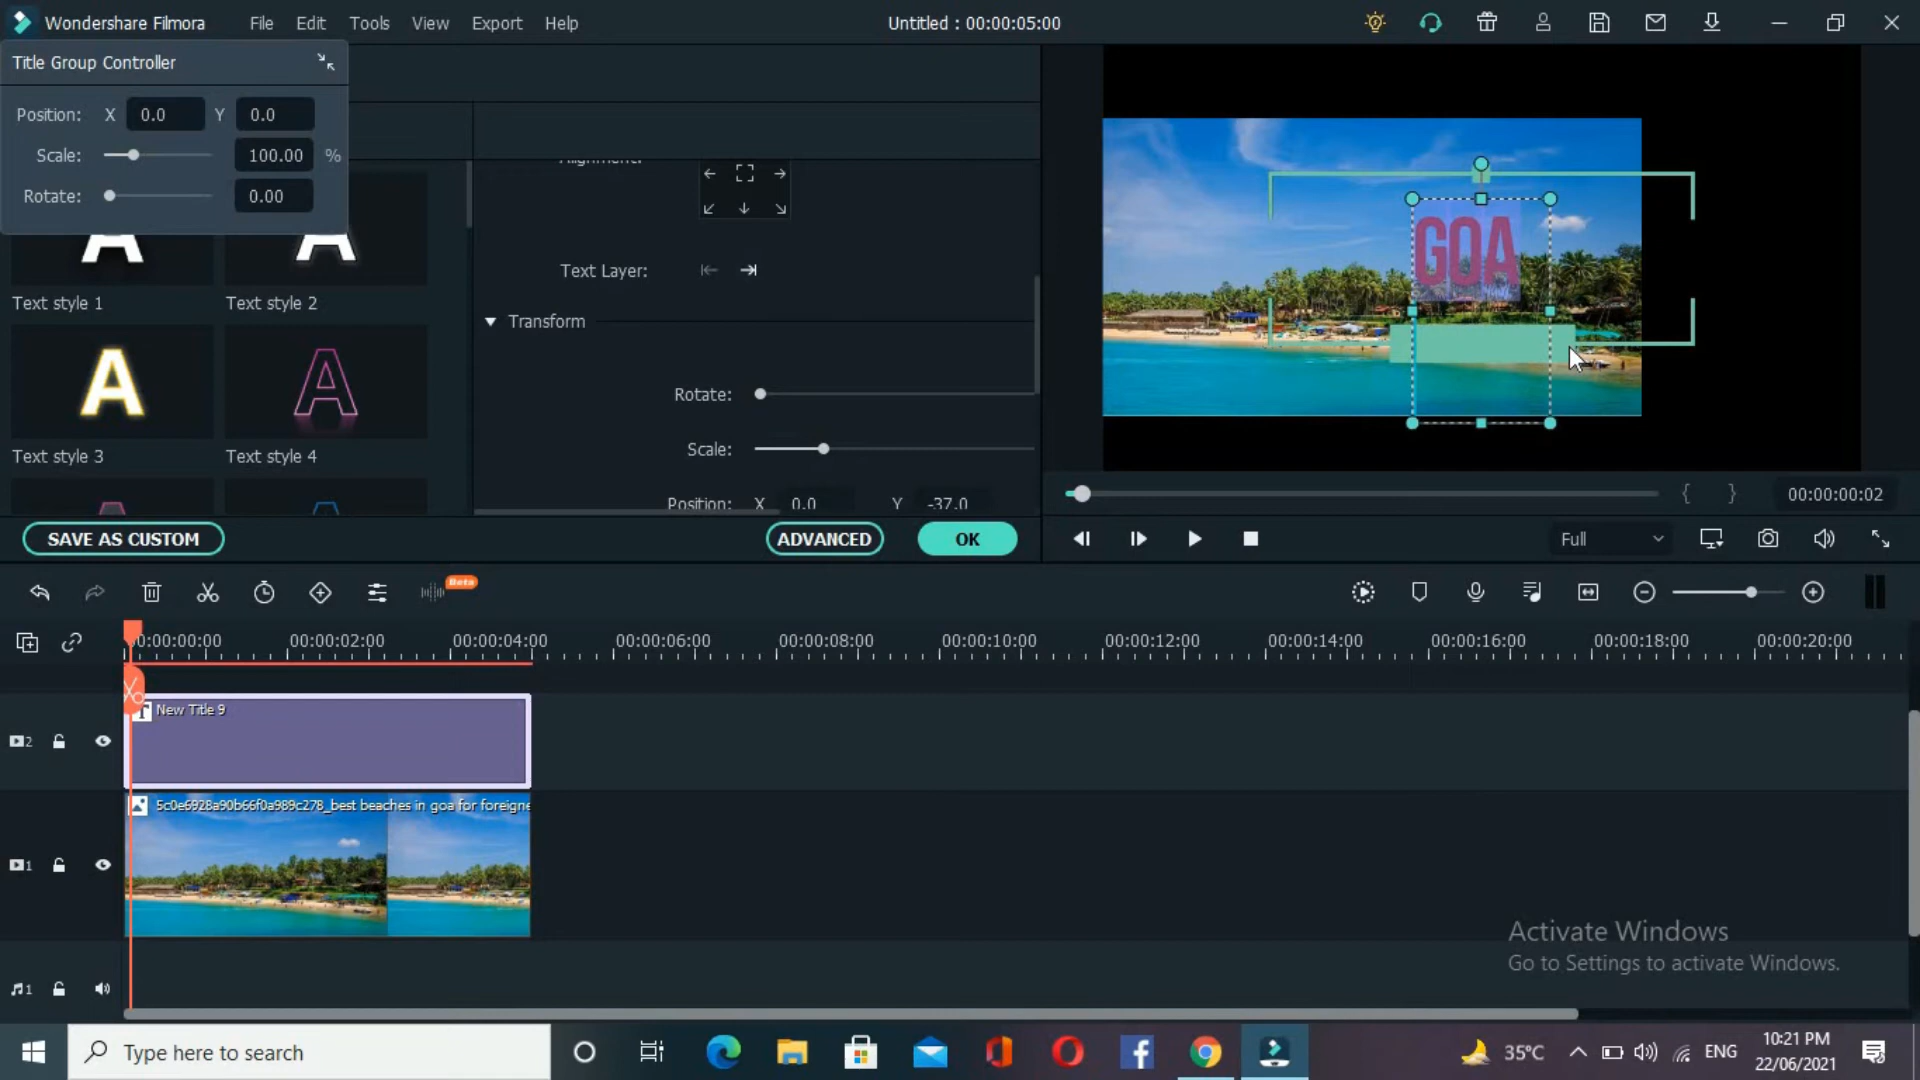 Wondershare Filmora File Edit Tools View Export Help Untitled : 00:00:05:00
Title Group Controller
Position: X 0.0 Y 0.0
Scale: 100.00 %
Rotate: 0.00
A A
Text style 1 Text style 2
A A
Text style 3 Text style 4
Alignment:
Text Layer:
Transform
Rotate:
Scale:
Position: X 0.0 Y -37.0
SAVE AS CUSTOM ADVANCED OK
GOA
{ } 00:00:00:02
Full
Beta
00:00:00:00 00:00:02:00 00:00:04:00 00:00:06:00 00:00:08:00 00:00:10:00 00:00:12:00 00:00:14:00 00:00:16:00 00:00:18:00 00:00:20:00
T New Title 9
2
5c0e6928a90b66f0a989c278_best beaches in goa for foreigne
1
Activate Windows
Go to Settings to activate Windows.
1
Type here to search
35°C ENG 10:21 PM
22/06/2021